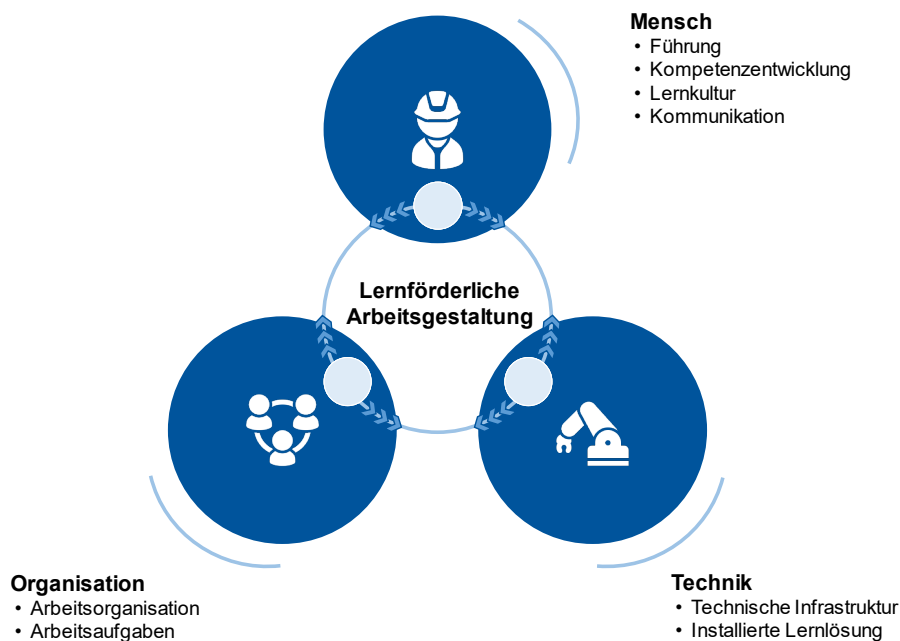 Mensch
• Führung
• Kompetenzentwicklung
• Lernkultur
• Kommunikation
Lernförderliche
Arbeitsgestaltung
Organisation
• Arbeitsorganisation
• Arbeitsaufgaben
Technik
• Technische Infrastruktur
• Installierte Lernlösung